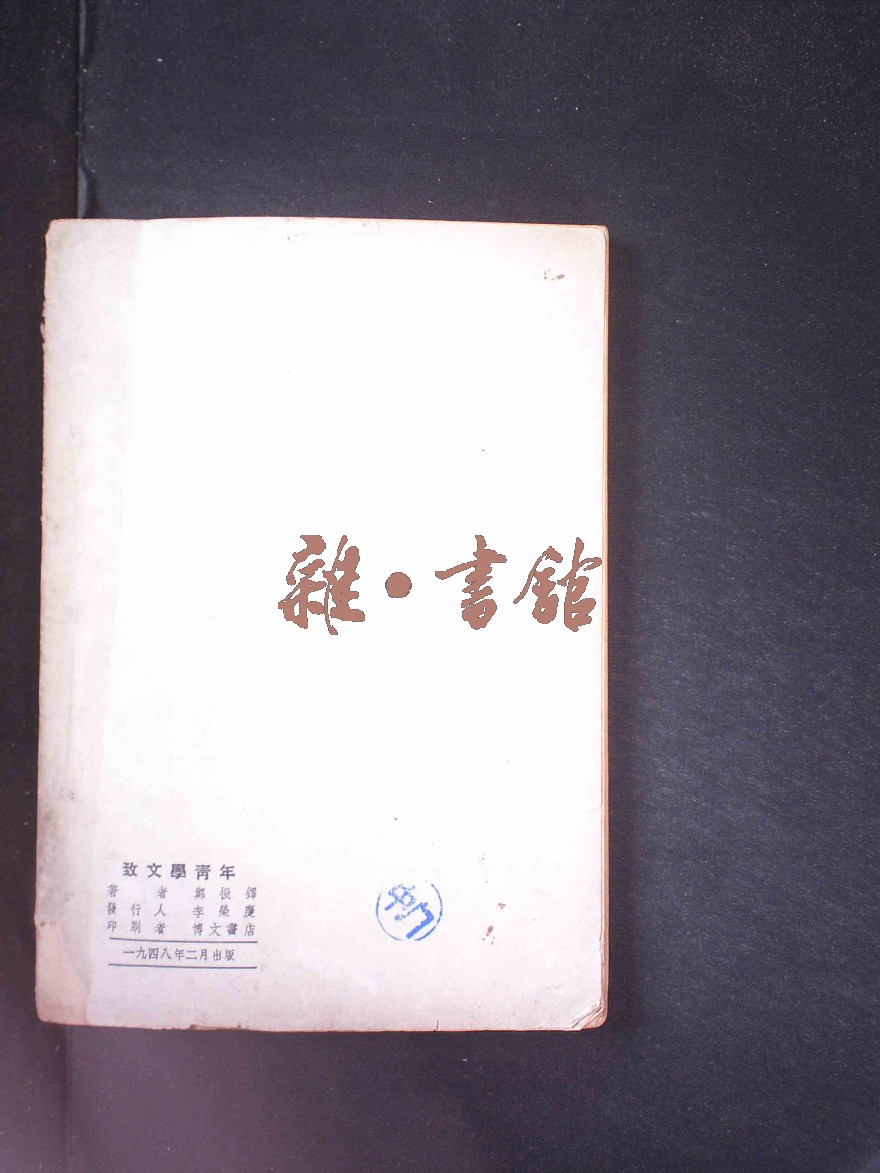 雜·書館
致文學青年
著者 鄭振鐸
發行人 李榮慶
印刷者 博文書店
一九四八年二月出版